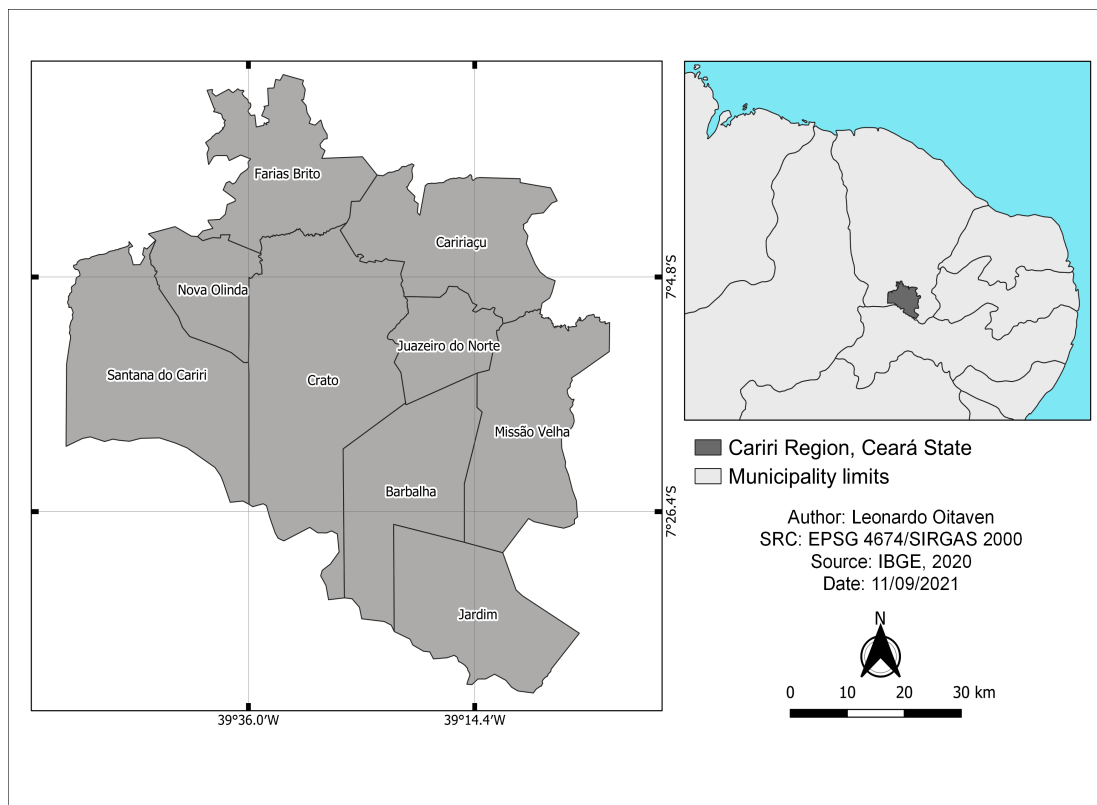 Farias Brito
Caririaçu
Nova Olinda
Juazeiro do Norte
Santana do Cariri
Crato
Missão Velha
Barbalha
Jardim
7°4.8′S
7°26.4′S
39°36.0′W
39°14.4′W
Cariri Region, Ceará State
Municipality limits
Author: Leonardo Oitaven
SRC: EPSG 4674/SIRGAS 2000
Source: IBGE, 2020
Date: 11/09/2021
N
0 10 20 30 km